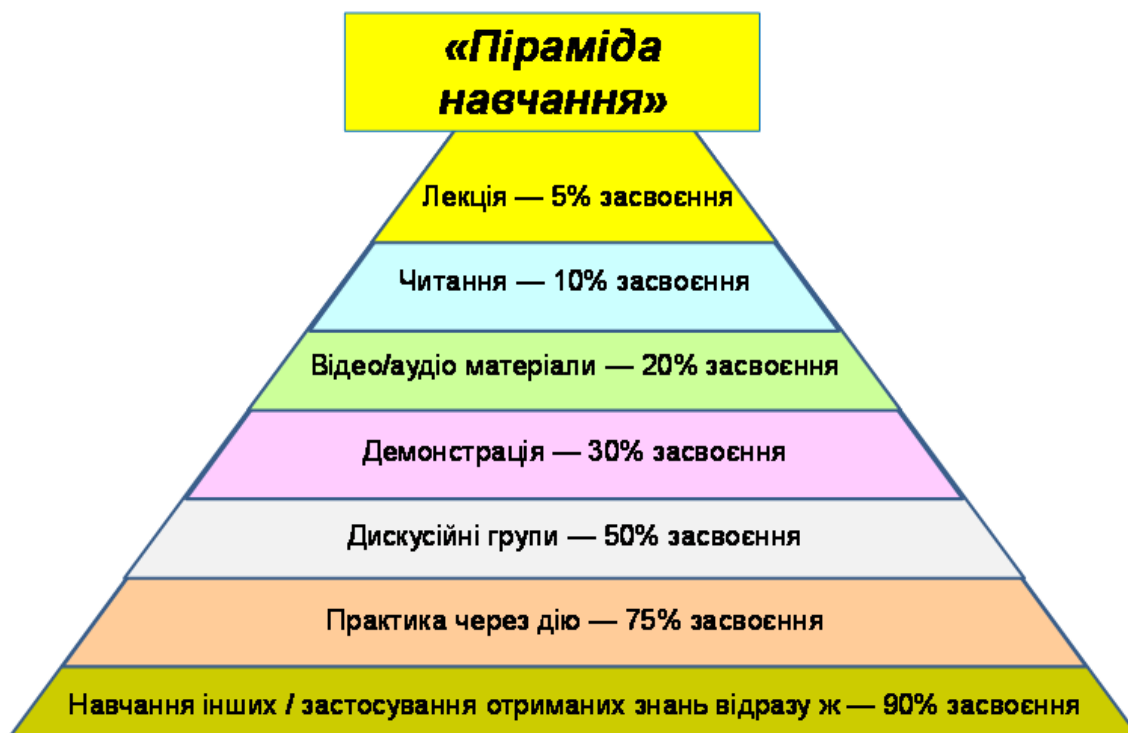 «Піраміда
навчання»
Лекція — 5% засвоєння
Читання — 10% засвоєння
Відео/аудіо матеріали — 20% засвоєння
Демонстрація — 30% засвоєння
Дискусійні групи — 50% засвоєння
Практика через дію — 75% засвоєння
Навчання інших / застосування отриманих знань відразу ж — 90% засвоєння